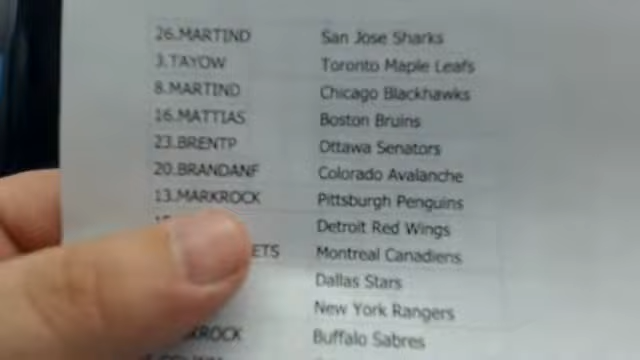 26.MARTIND San Jose Sharks
3.TAYOW Toronto Maple Leafs
8.MARTIND Chicago Blackhawks
16.MATTIAS Boston Bruins
23.BRENTP Ottawa Senators
20.BRANDANF Colorado Avalanche
13.MARKROCK Pittsburgh Penguins
Detroit Red Wings
ETS Montreal Canadiens
Dallas Stars
New York Rangers
KROCK Buffalo Sabres